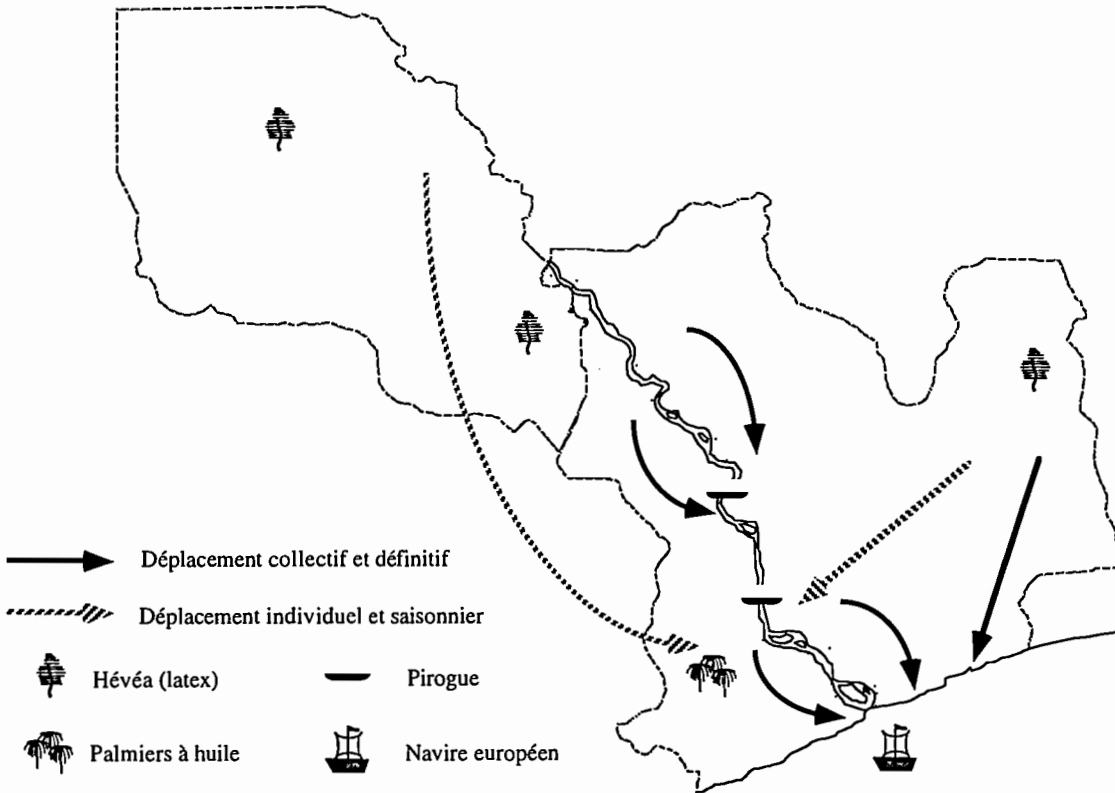 Déplacement collectif et définitif
Déplacement individuel et saisonnier
Hévéa (latex)
Pirogue
Palmiers à huile
Navire européen